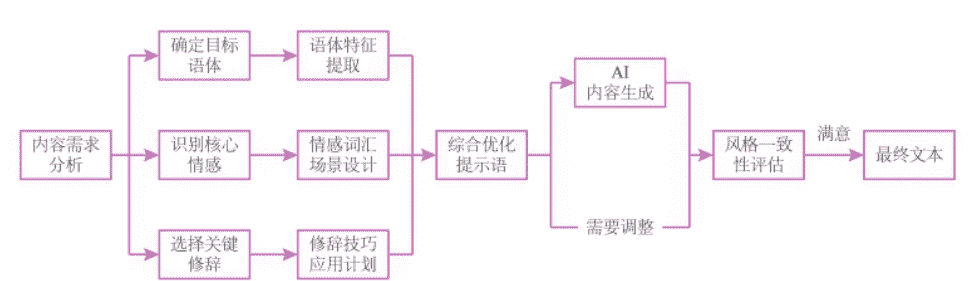 确定目标
语体
语体特征
提取
AI
内容生成
内容需求
分析
识别核心
情感
情感词汇
场景设计
综合优化
提示语
风格一致
性评估
满意
最终文本
需要调整
选择关键
修辞
修辞技巧
应用计划